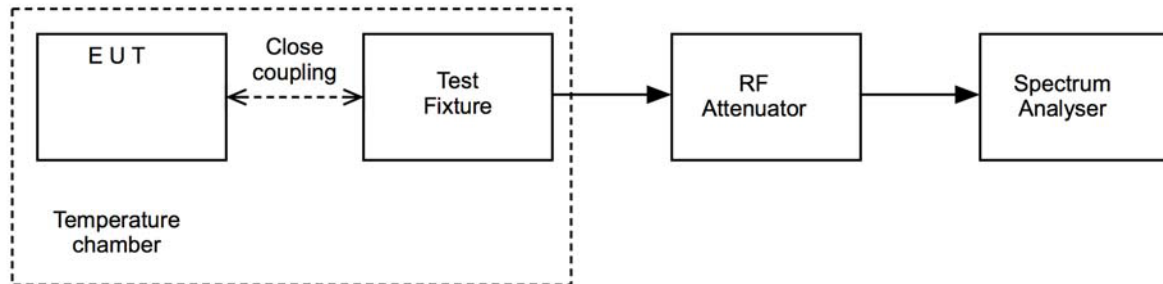 E U T
Close
coupling
Test
Fixture
RF
Attenuator
Spectrum
Analyser
Temperature
chamber